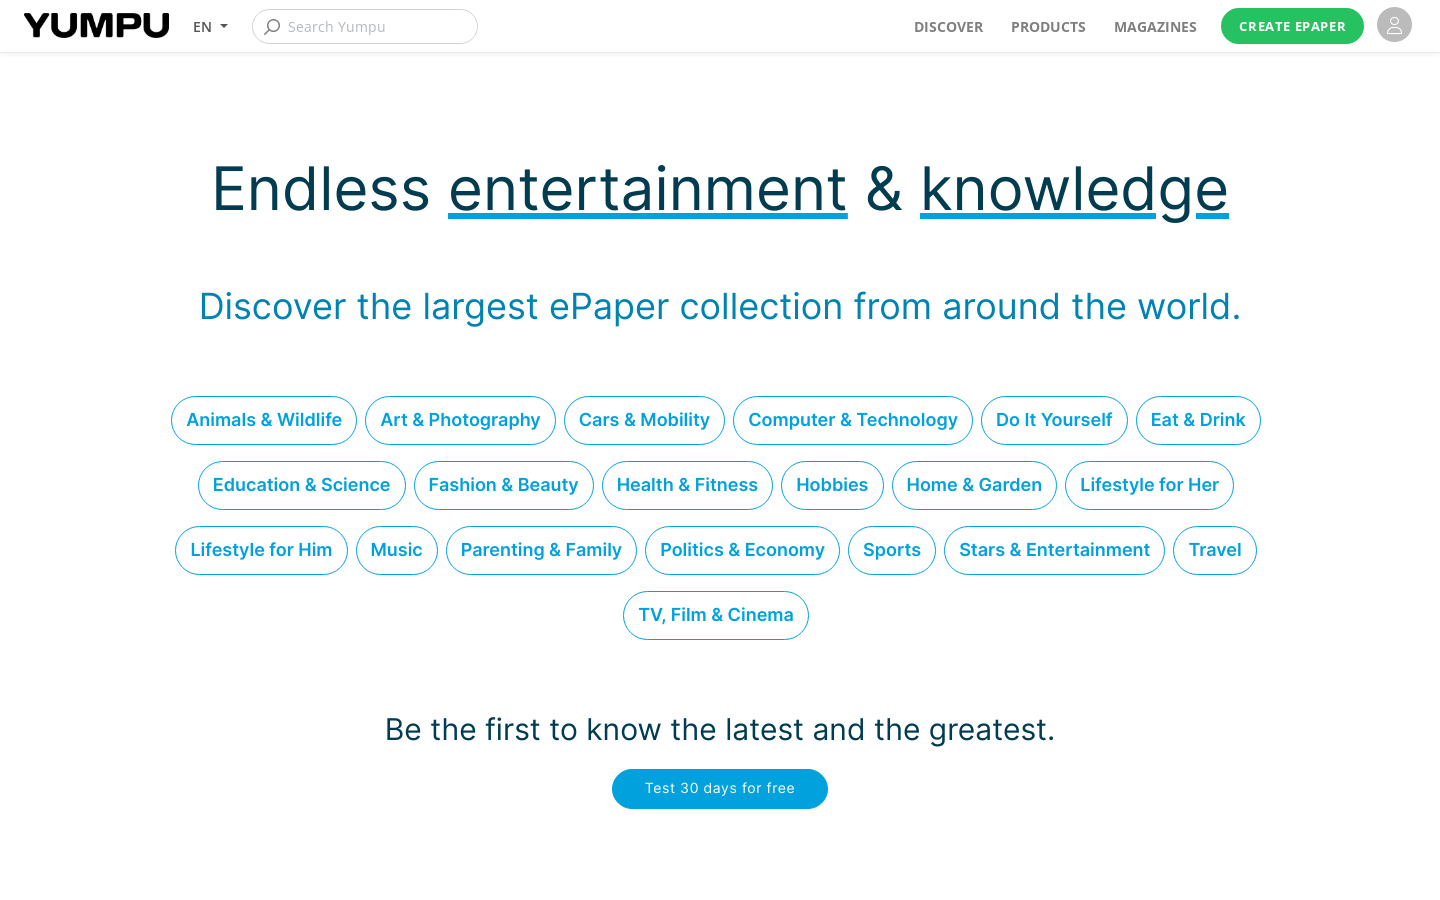 YUMPU EN Search Yumpu DISCOVER PRODUCTS MAGAZINES CREATE EPAPER
Endless entertainment & knowledge
Discover the largest ePaper collection from around the world.
Animals & Wildlife Art & Photography Cars & Mobility Computer & Technology Do It Yourself Eat & Drink
Education & Science Fashion & Beauty Health & Fitness Hobbies Home & Garden Lifestyle for Her
Lifestyle for Him Music Parenting & Family Politics & Economy Sports Stars & Entertainment Travel
TV, Film & Cinema
Be the first to know the latest and the greatest.
Test 30 days for free